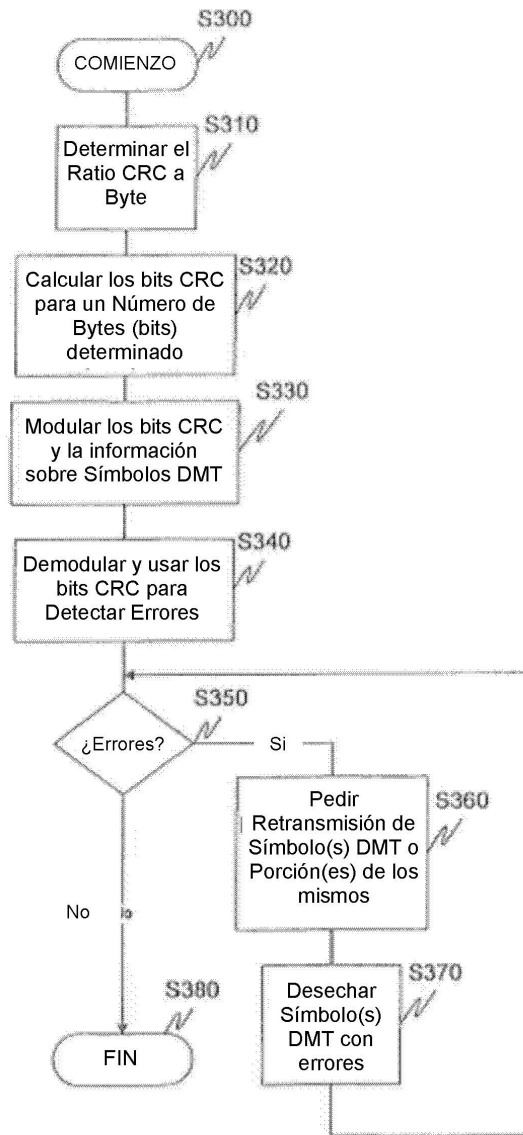 S300
COMIENZO
S310
Determinar el
Ratio CRC a
Byte
S320
Calcular los bits CRC
para un Número de
Bytes (bits)
determinado
S330
Modular los bits CRC
y la información
sobre Símbolos DMT
S340
Demodular y usar los
bits CRC para
Detectar Errores
S350
¿Errores?
Si
S360
Pedir
Retransmisión de
Símbolo(s) DMT o
Porción(es) de los
mismos
No
S370
Desechar
Símbolo(s)
DMT con
errores
S380
FIN